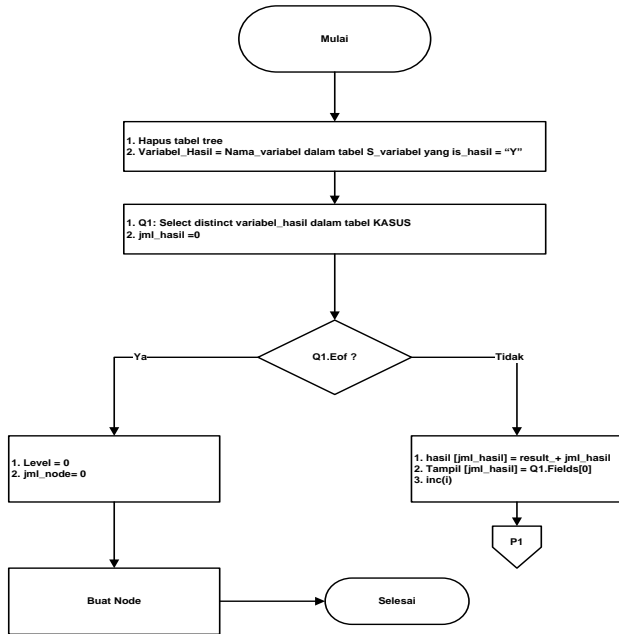 Mulai
1. Hapus tabel tree
2. Variabel_Hasil = Nama_variabel dalam tabel S_variabel yang is_hasil = “Y”
1. Q1: Select distinct variabel_hasil dalam tabel KASUS
2. jml_hasil =0
Q1.Eof ?
Ya
Tidak
1. Level = 0
2. jml_node= 0
1. hasil [jml_hasil] = result_+ jml_hasil
2. Tampil [jml_hasil] = Q1.Fields[0]
3. inc(i)
P1
Buat Node
Selesai